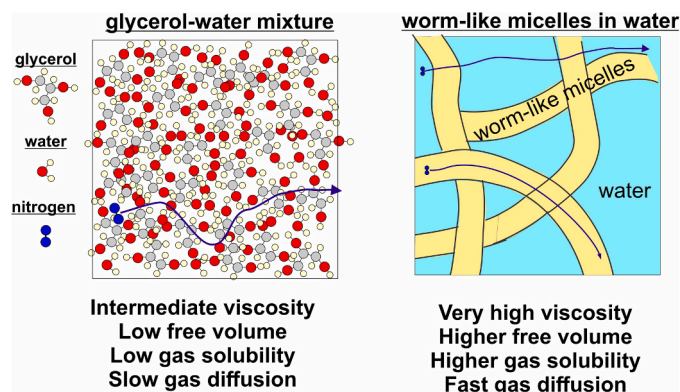 glycerol-water mixture
glycerol
water
nitrogen
Intermediate viscosity
Low free volume
Low gas solubility
Slow gas diffusion
worm-like micelles in water
worm-like micelles
water
Very high viscosity
Higher free volume
Higher gas solubility
Fast gas diffusion